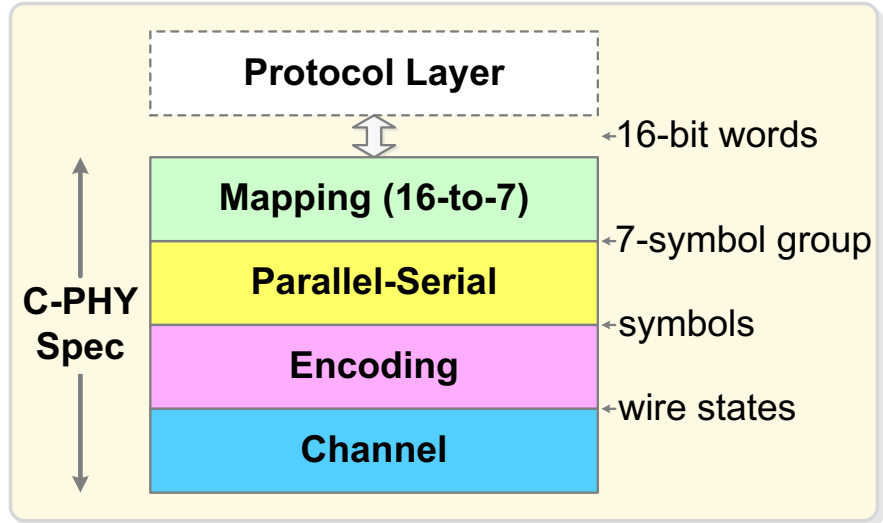 Protocol Layer
16-bit words
Mapping (16-to-7)
7-symbol group
Parallel-Serial
C-PHY
Spec
symbols
Encoding
wire states
Channel